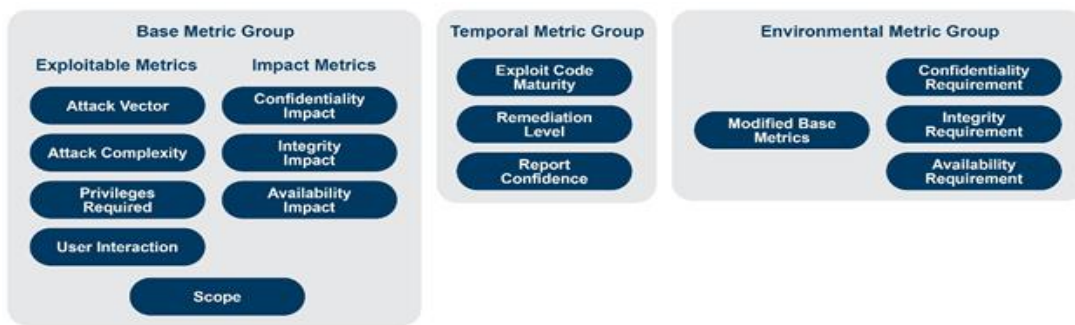 Base Metric Group
Exploitable Metrics
Impact Metrics
Attack Vector
Attack Complexity
Privileges
Required
User Interaction
Confidentiality
Impact
Integrity
Impact
Availability
Impact
Scope
Temporal Metric Group
Exploit Code
Maturity
Remediation
Level
Report
Confidence
Environmental Metric Group
Modified Base
Metrics
Confidentiality
Requirement
Integrity
Requirement
Availability
Requirement